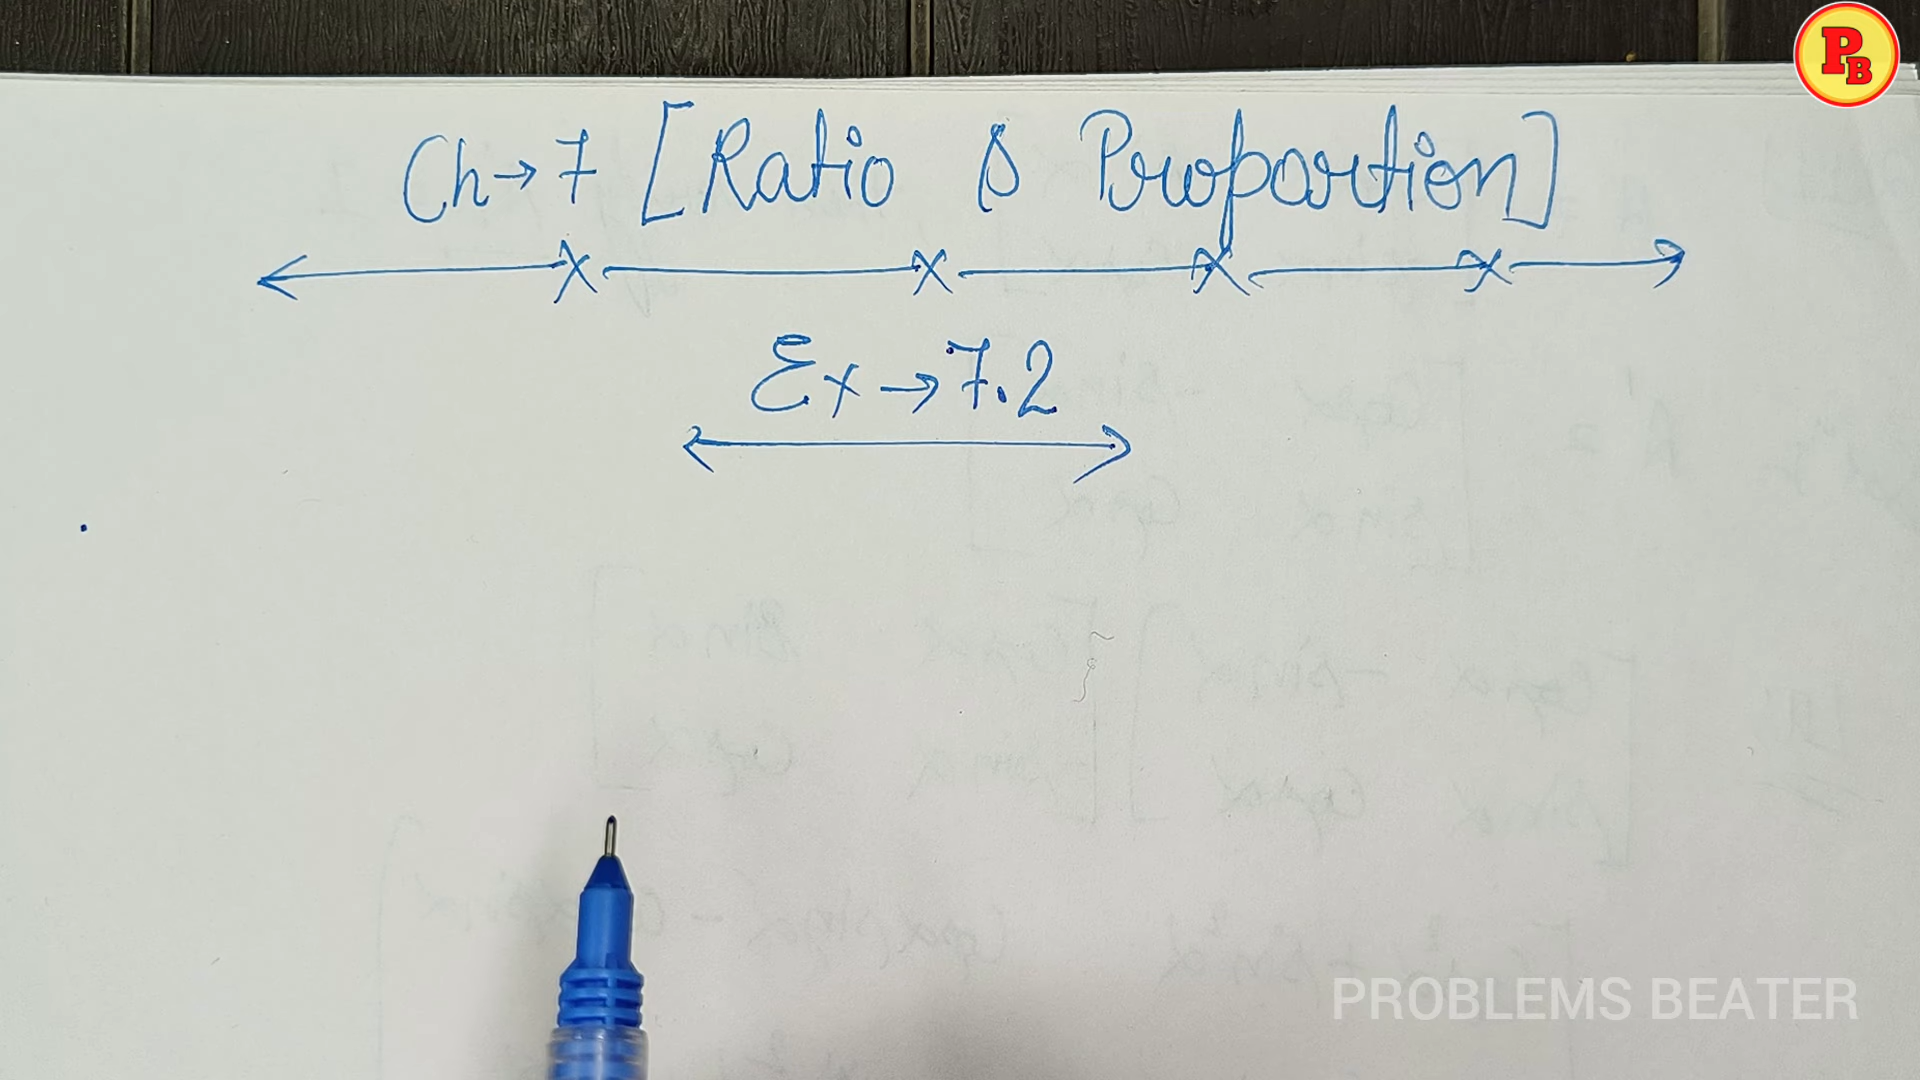 PB
Ch→7 [Ratio & Proportion]
Ex→7.2
PROBLEMS BEATER